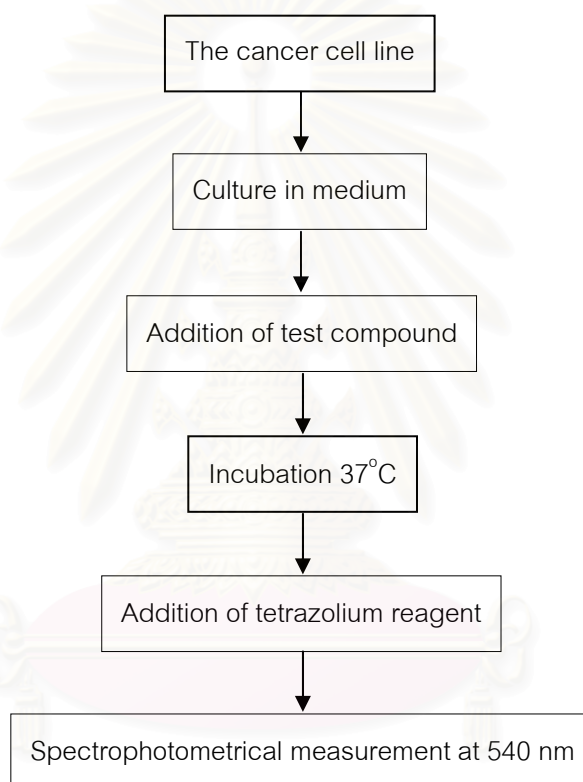 The cancer cell line
Culture in medium
Addition of test compound
Incubation 37°C
Addition of tetrazolium reagent
Spectrophotometrical measurement at 540 nm